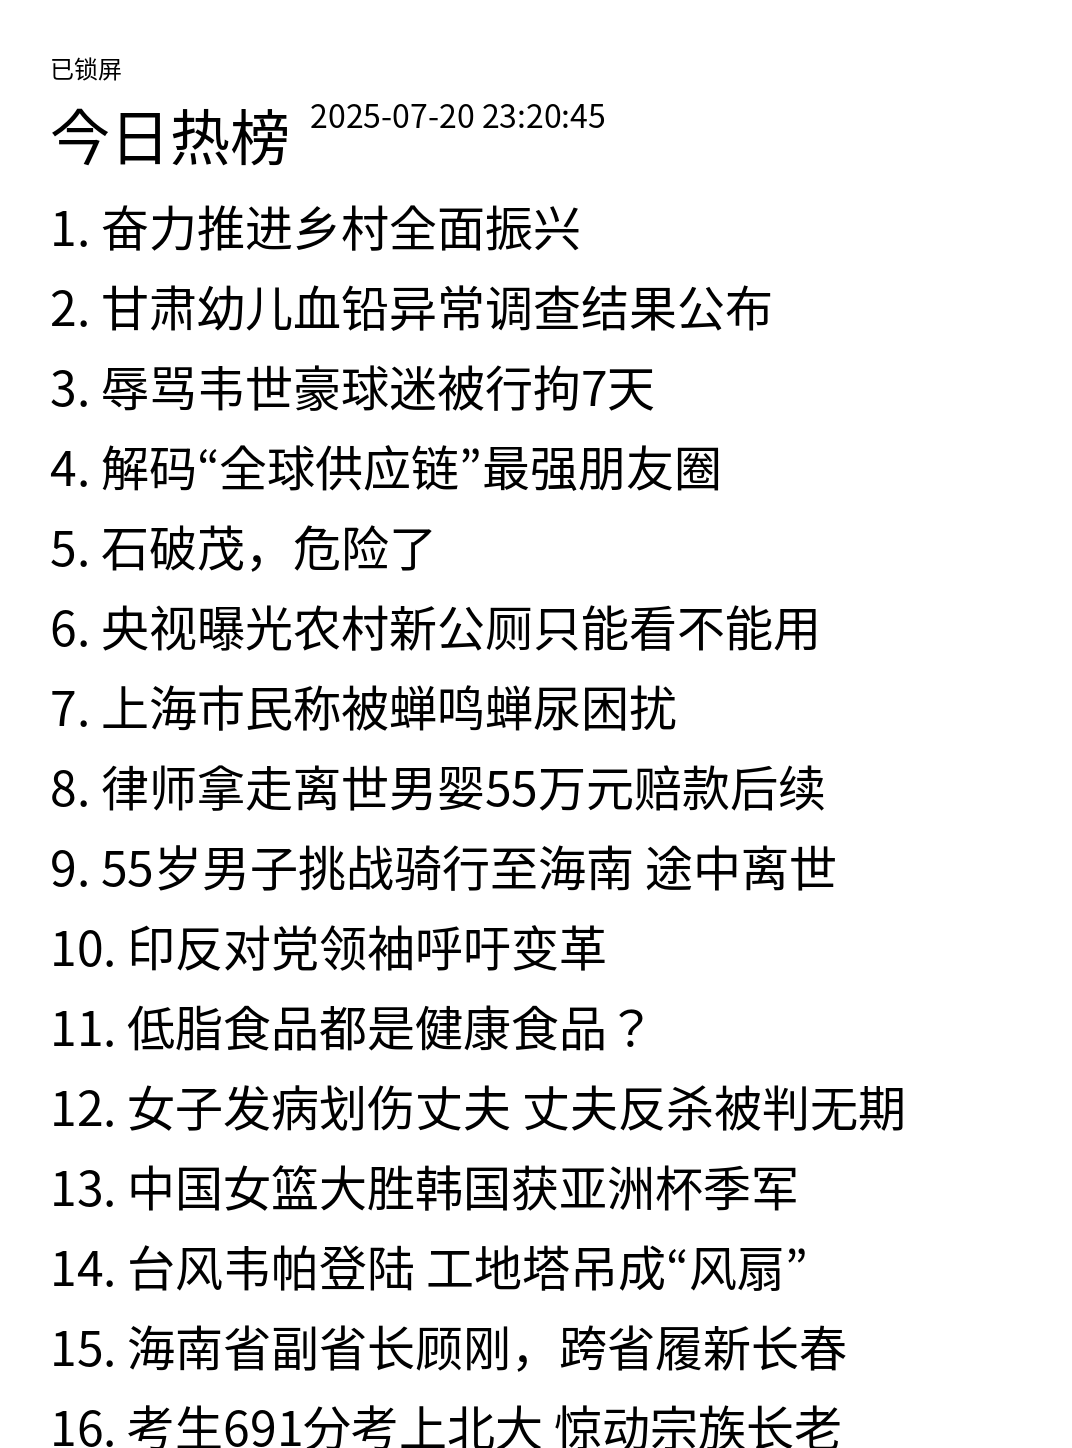 已锁屏
今日热榜 2025-07-20 23:20:45
1. 奋力推进乡村全面振兴
2. 甘肃幼儿血铅异常调查结果公布
3. 辱骂韦世豪球迷被行拘7天
4. 解码“全球供应链”最强朋友圈
5. 石破茂，危险了
6. 央视曝光农村新公厕只能看不能用
7. 上海市民称被蝉鸣蝉尿困扰
8. 律师拿走离世男婴55万元赔款后续
9. 55岁男子挑战骑行至海南 途中离世
10. 印反对党领袖呼吁变革
11. 低脂食品都是健康食品？
12. 女子发病划伤丈夫 丈夫反杀被判无期
13. 中国女篮大胜韩国获亚洲杯季军
14. 台风韦帕登陆 工地塔吊成“风扇”
15. 海南省副省长顾刚，跨省履新长春
16. 考生691分考上北大 惊动宗族长老